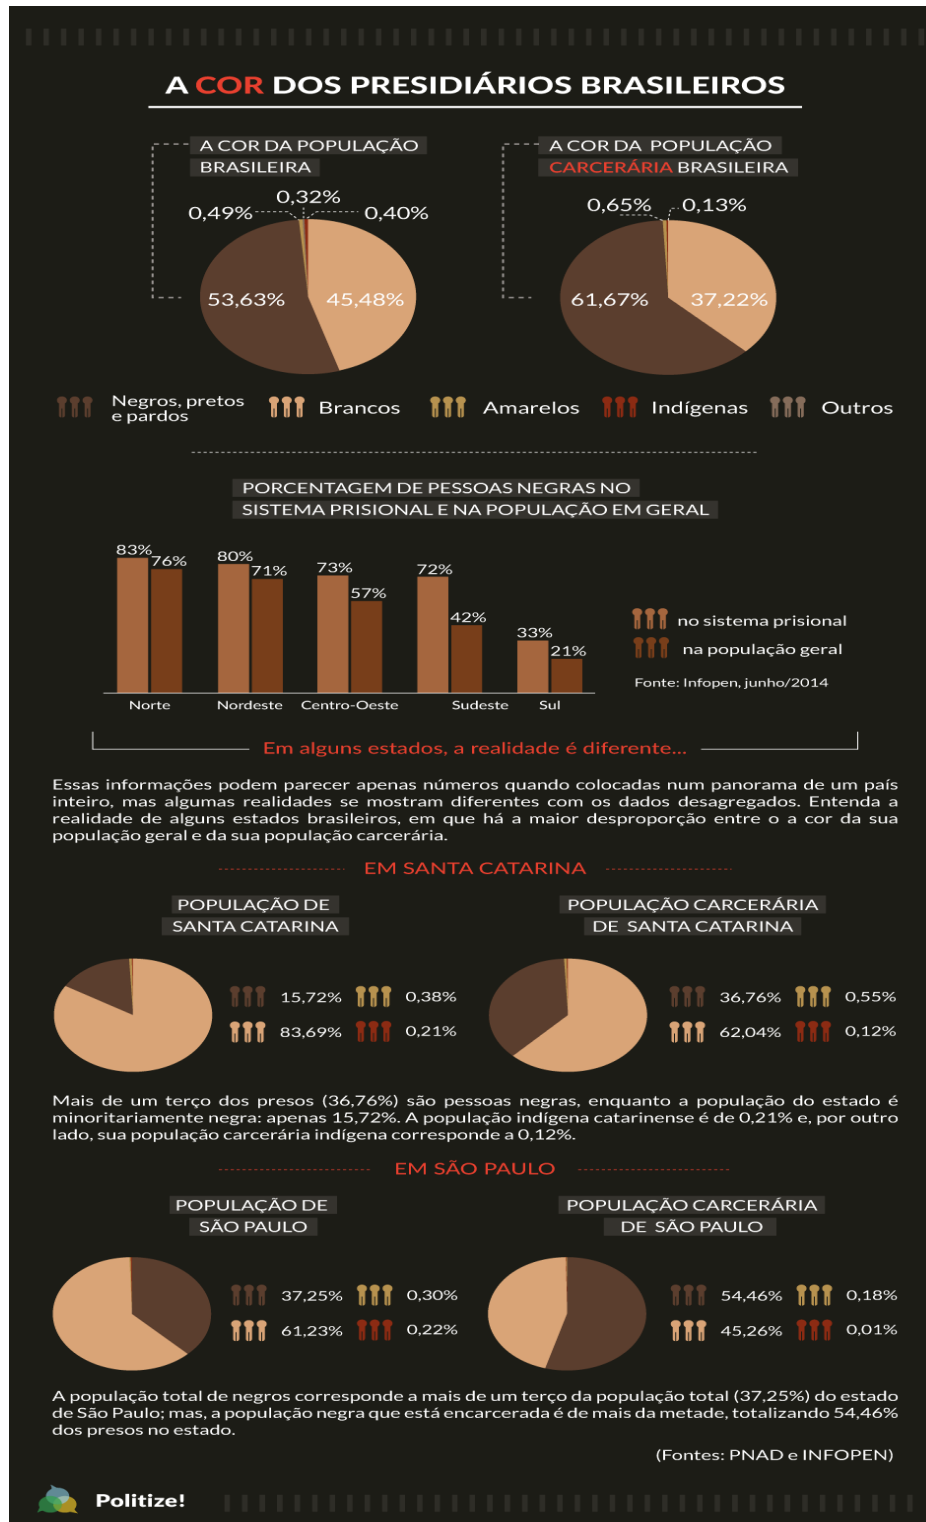 A COR DOS PRESIDIÁRIOS BRASILEIROS
A COR DA POPULAÇÃO
BRASILEIRA
0,32%
0,49%
0,40%
53,63%
45,48%
A COR DA POPULAÇÃO
CARCERÁRIA BRASILEIRA
0,65%
0,13%
61,67%
37,22%
Negros, pretos
e pardos
Brancos
Amarelos
Indígenas
Outros
PORCENTAGEM DE PESSOAS NEGRAS NO
SISTEMA PRISIONAL E NA POPULAÇÃO EM GERAL
83%
76%
80%
71%
73%
57%
72%
42%
33%
21%
Norte
Nordeste
Centro-Oeste
Sudeste
Sul
no sistema prisional
na população geral
Fonte: Infopen, junho/2014
Em alguns estados, a realidade é diferente...
Essas informações podem parecer apenas números quando colocadas num panorama de um país
inteiro, mas algumas realidades se mostram diferentes com os dados desagregados. Entenda a
realidade de alguns estados brasileiros, em que há a maior desproporção entre o a cor da sua
população geral e da sua população carcerária.
EM SANTA CATARINA
POPULAÇÃO DE
SANTA CATARINA
15,72%
0,38%
83,69%
0,21%
POPULAÇÃO CARCERÁRIA
DE SANTA CATARINA
36,76%
0,55%
62,04%
0,12%
Mais de um terço dos presos (36,76%) são pessoas negras, enquanto a população do estado é
minoritariamente negra: apenas 15,72%. A população indígena catarinense é de 0,21% e, por outro
lado, sua população carcerária indígena corresponde a 0,12%.
EM SÃO PAULO
POPULAÇÃO DE
SÃO PAULO
37,25%
0,30%
61,23%
0,22%
POPULAÇÃO CARCERÁRIA
DE SÃO PAULO
54,46%
0,18%
45,26%
0,01%
A população total de negros corresponde a mais de um terço da população total (37,25%) do estado
de São Paulo; mas, a população negra que está encarcerada é de mais da metade, totalizando 54,46%
dos presos no estado.
(Fontes: PNAD e INFOPEN)
Politize!